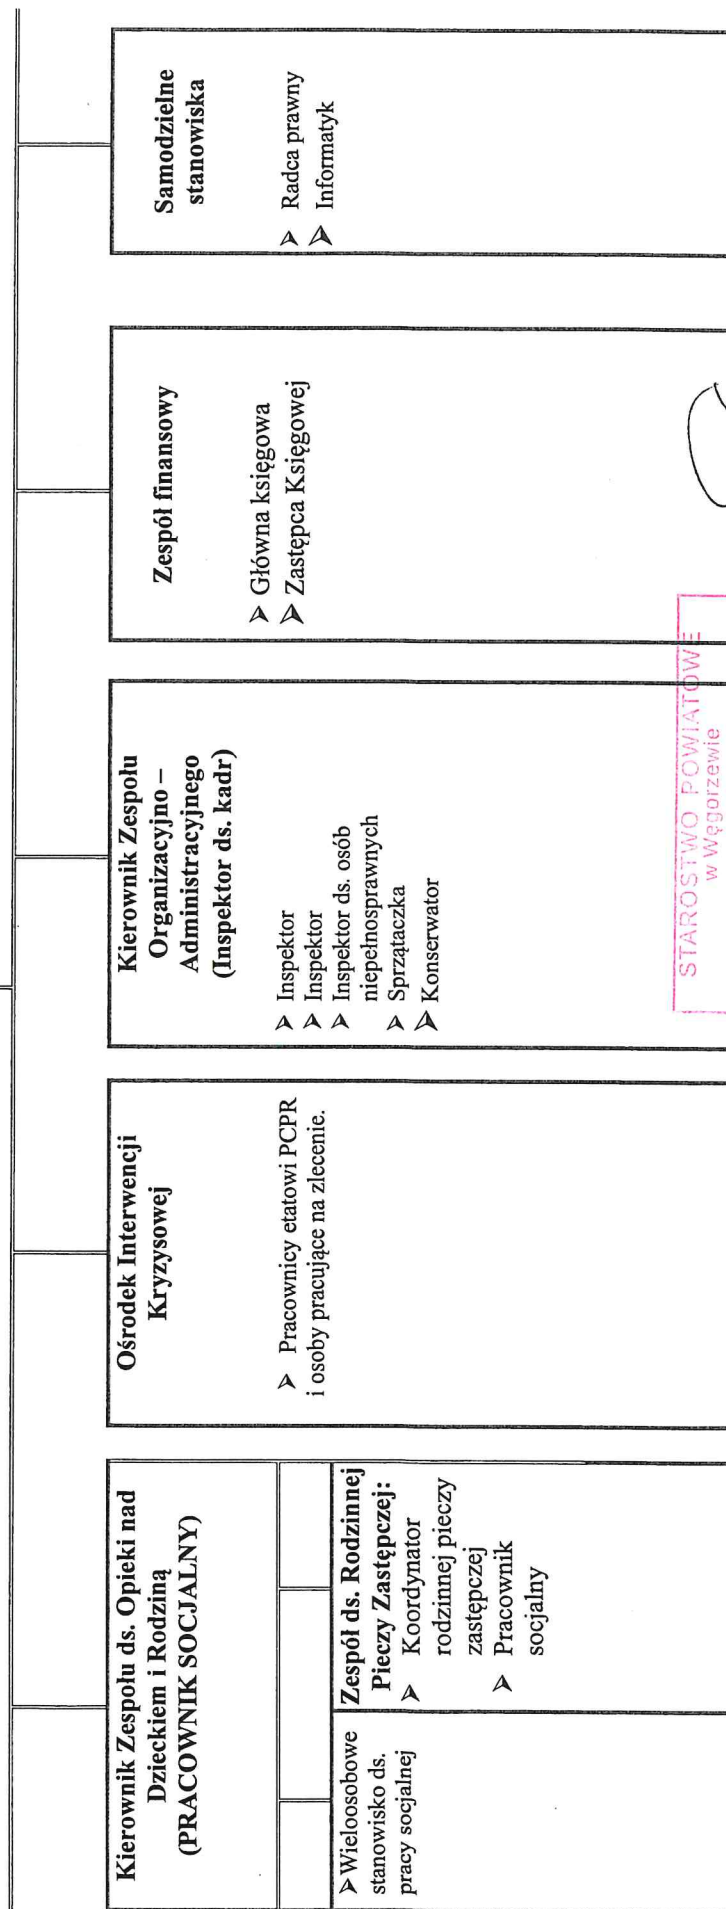 Kierownik Zespołu ds. Opieki nad
Dzieckiem i Rodziną
(PRACOWNIK SOCJALNY)
➢Wieloosobowe
stanowisko ds.
pracy socjalnej
Zespół ds. Rodzinnej
Pieczy Zastępczej:
➢ Koordynator
rodzinnej pieczy
zastępczej
➢ Pracownik
socjalny
Ośrodek Interwencji
Kryzysowej
➢ Pracownicy etatowi PCPR
i osoby pracujące na zlecenie.
Kierownik Zespołu
Organizacyjno –
Administracyjnego
(Inspektor ds. kadr)
➢ Inspektor
➢ Inspektor
➢ Inspektor ds. osób
niepełnosprawnych
➢ Sprzątaczka
➢ Konserwator
Zespół finansowy
➢ Główna księgowa
➢ Zastępca Księgowej
Samodzielne
stanowiska
➢ Radca prawny
➢ Informatyk
STAROSTWO POWIATOWE
w Węgorzewie